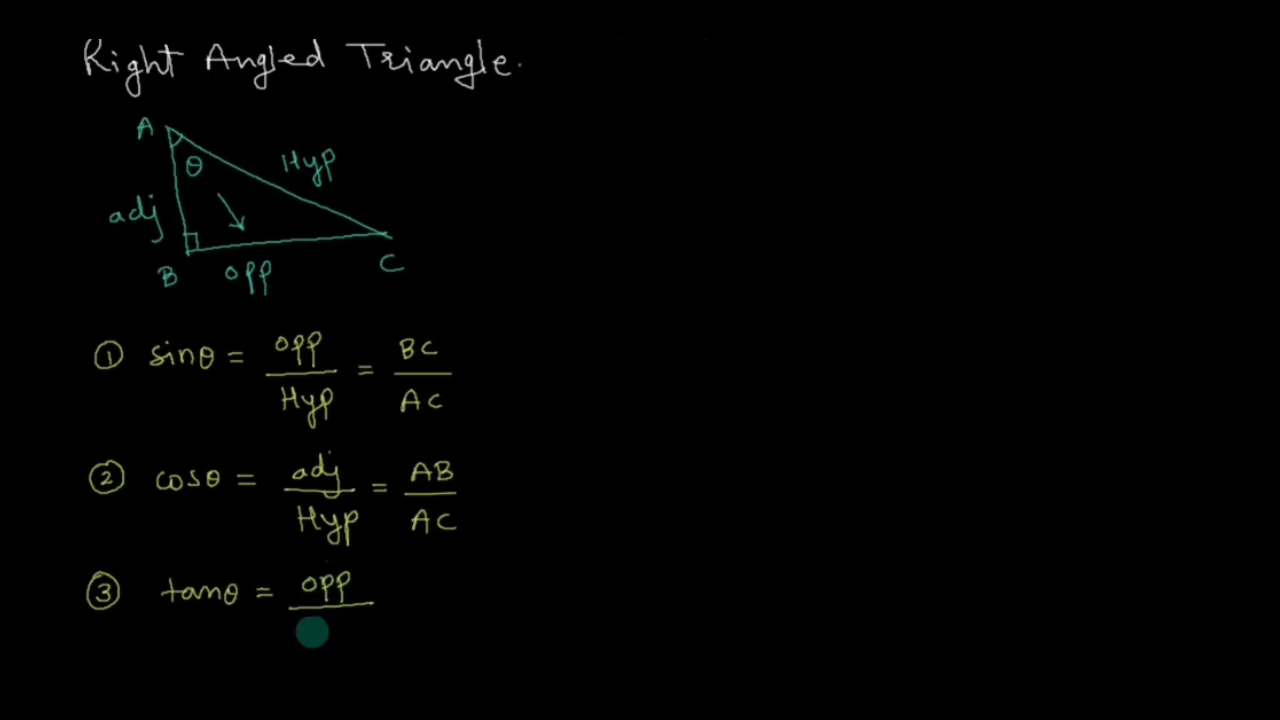 Right Angled Triangle.
A
θ
Hyp
adj
B
opp
C
① sinθ = opp/Hyp = BC/AC
② cosθ = adj/Hyp = AB/AC
③ tanθ = opp/